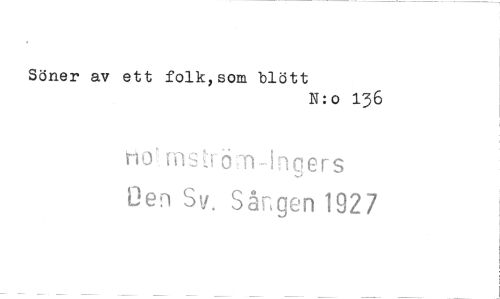 Söner av ett folk,som blött
N:o 136
Holmström-Ingers
Den Sv. Sången 1927